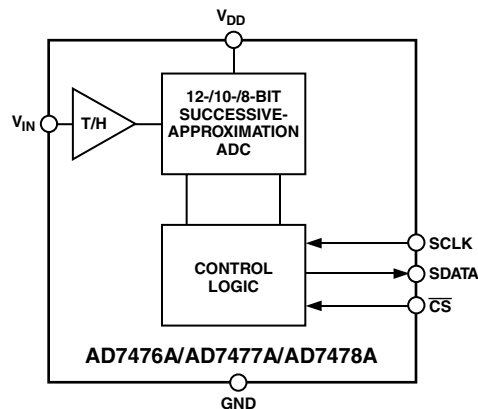 VDD
12-/10-/8-BIT
SUCCESSIVE-
APPROXIMATION
ADC
VIN
T/H
CONTROL
LOGIC
SCLK
SDATA
CS
AD7476A/AD7477A/AD7478A
GND